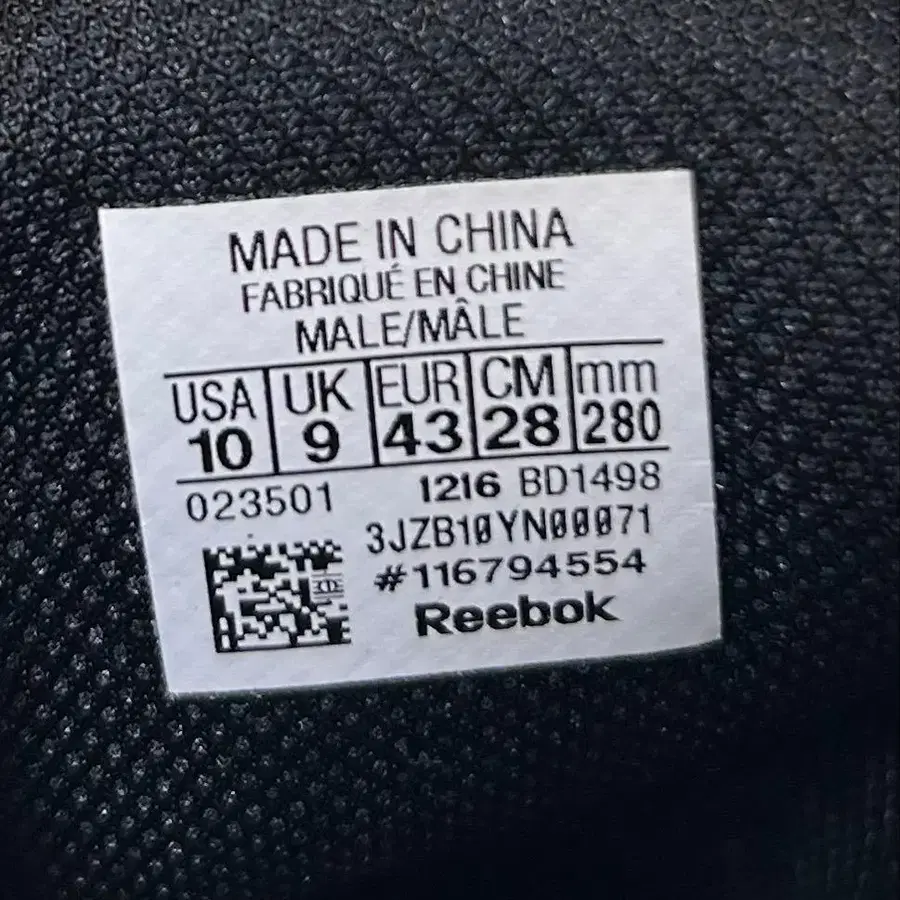 MADE IN CHINA
FABRIQUÉ EN CHINE
MALE/MÂLE
USA UK EUR CM mm
10 9 43 28 280
023501 1216 BD1498
3JZB10YN00071
#116794554
Reebok